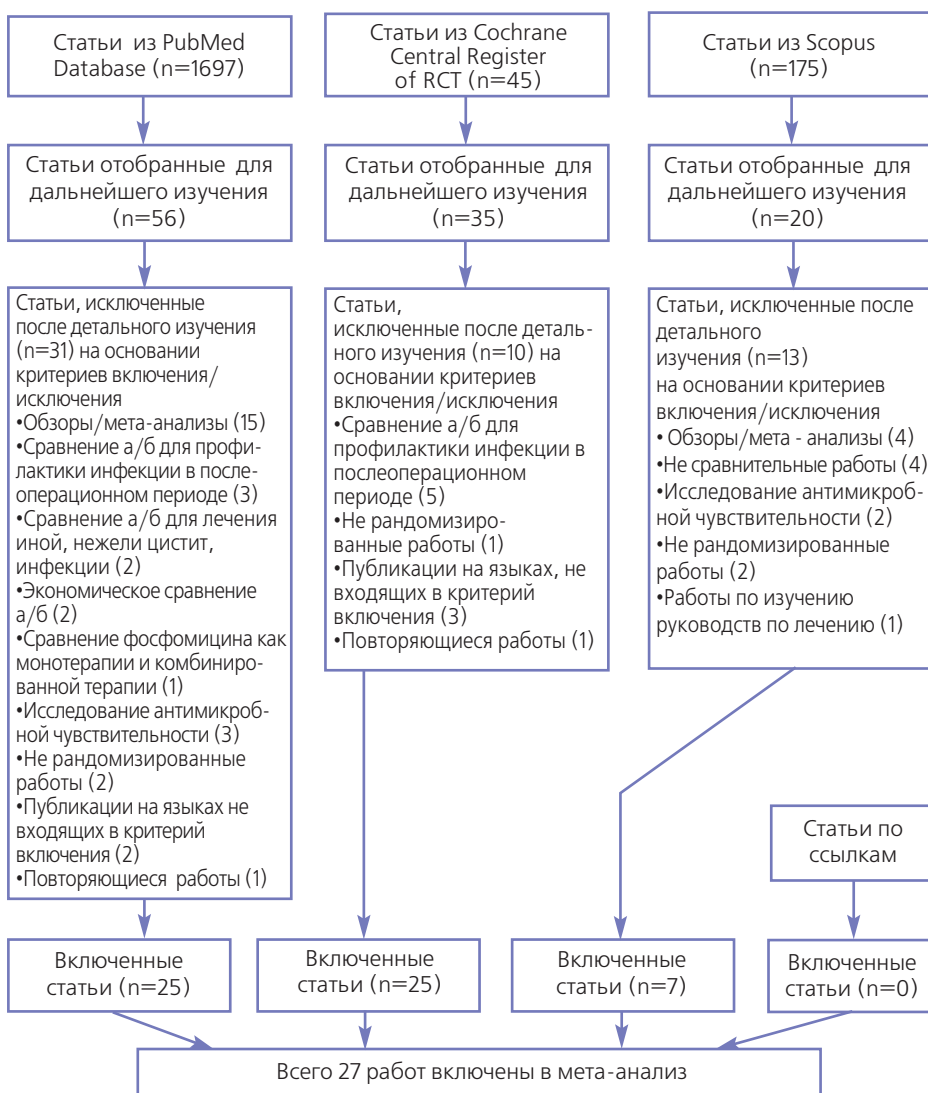 Статьи из PubMed
Database (n=1697)
Статьи из Cochrane
Central Register
of RCT (n=45)
Статьи из Scopus
(n=175)
Статьи отобранные для
дальнейшего изучения
(n=56)
Статьи отобранные для
дальнейшего изучения
(n=35)
Статьи отобранные для
дальнейшего изучения
(n=20)
Статьи, исключенные
после детального изучения
(n=31) на основании
критериев включения/
исключения
•Обзоры/мета-анализы (15)
•Сравнение а/б для профи-
лактики инфекции в после-
операционном периоде (3)
•Сравнение а/б для лечения
иной, нежели цистит,
инфекции (2)
•Экономическое сравнение
а/б (2)
•Сравнение фосфомицина как
монотерапии и комбиниро-
ванной терапии (1)
•Исследование антимикроб-
ной чувствительности (3)
•Не рандомизированные
работы (2)
•Публикации на языках не
входящих в критерий
включения (2)
•Повторяющиеся работы (1)
Статьи,
исключенные после деталь-
ного изучения (n=10) на
основании критериев
включения/исключения
•Сравнение а/б для
профилактики инфекции в
послеоперационном
периоде (5)
•Не рандомизиро-
ванные работы (1)
•Публикации на языках, не
входящих в критерий
включения (3)
•Повторяющиеся работы (1)
Статьи, исключенные после
детального
изучения (n=13)
на основании критериев
включения/исключения
• Обзоры/мета - анализы (4)
•Не сравнительные работы (4)
•Исследование антимикроб-
ной чувствительности (2)
•Не рандомизированные
работы (2)
•Работы по изучению
руководств по лечению (1)
Статьи по
ссылкам
Включенные
статьи (n=25)
Включенные
статьи (n=25)
Включенные
статьи (n=7)
Включенные
статьи (n=0)
Всего 27 работ включены в мета-анализ